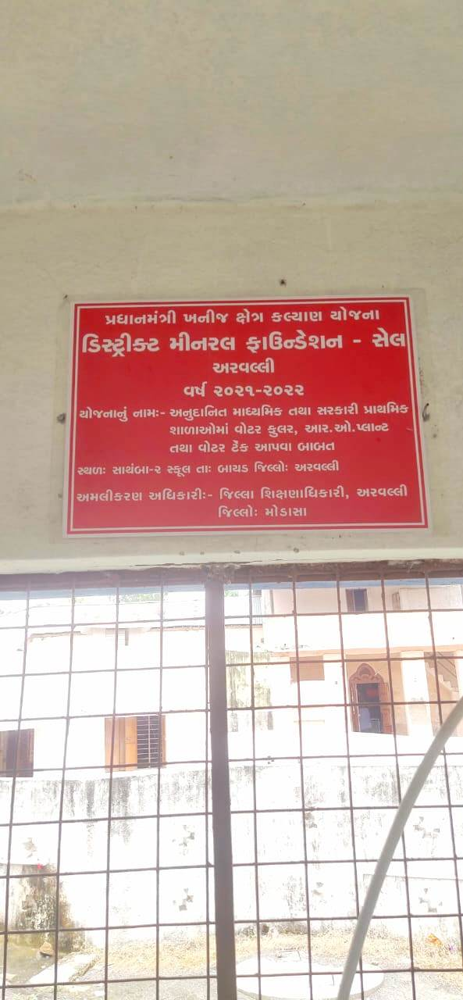 પ્રધાનમંત્રી ખનીજ ક્ષેત્ર કલ્યાણ યોજના
ડિસ્ટ્રીક્ટ મીનરલ ફાઉન્ડેશન - સેલ
અરવલ્લી
વર્ષ ૨૦૨૧-૨૦૨૨
યોજનાનું નામઃ- અનુદાનિત માધ્યમિક તથા સરકારી પ્રાથમિક
શાળાઓમાં વોટર કુલર, આર.ઓ.પ્લાન્ટ
તથા વોટર ટેંક આપવા બાબત
સ્થળઃ સાથંબા-૨ સ્કૂલ તાઃ બાયડ જિલ્લોઃ અરવલ્લી
અમલીકરણ અધિકારીઃ- જિલ્લા શિક્ષણાધિકારી, અરવલ્લી
જિલ્લોઃ મોડાસા